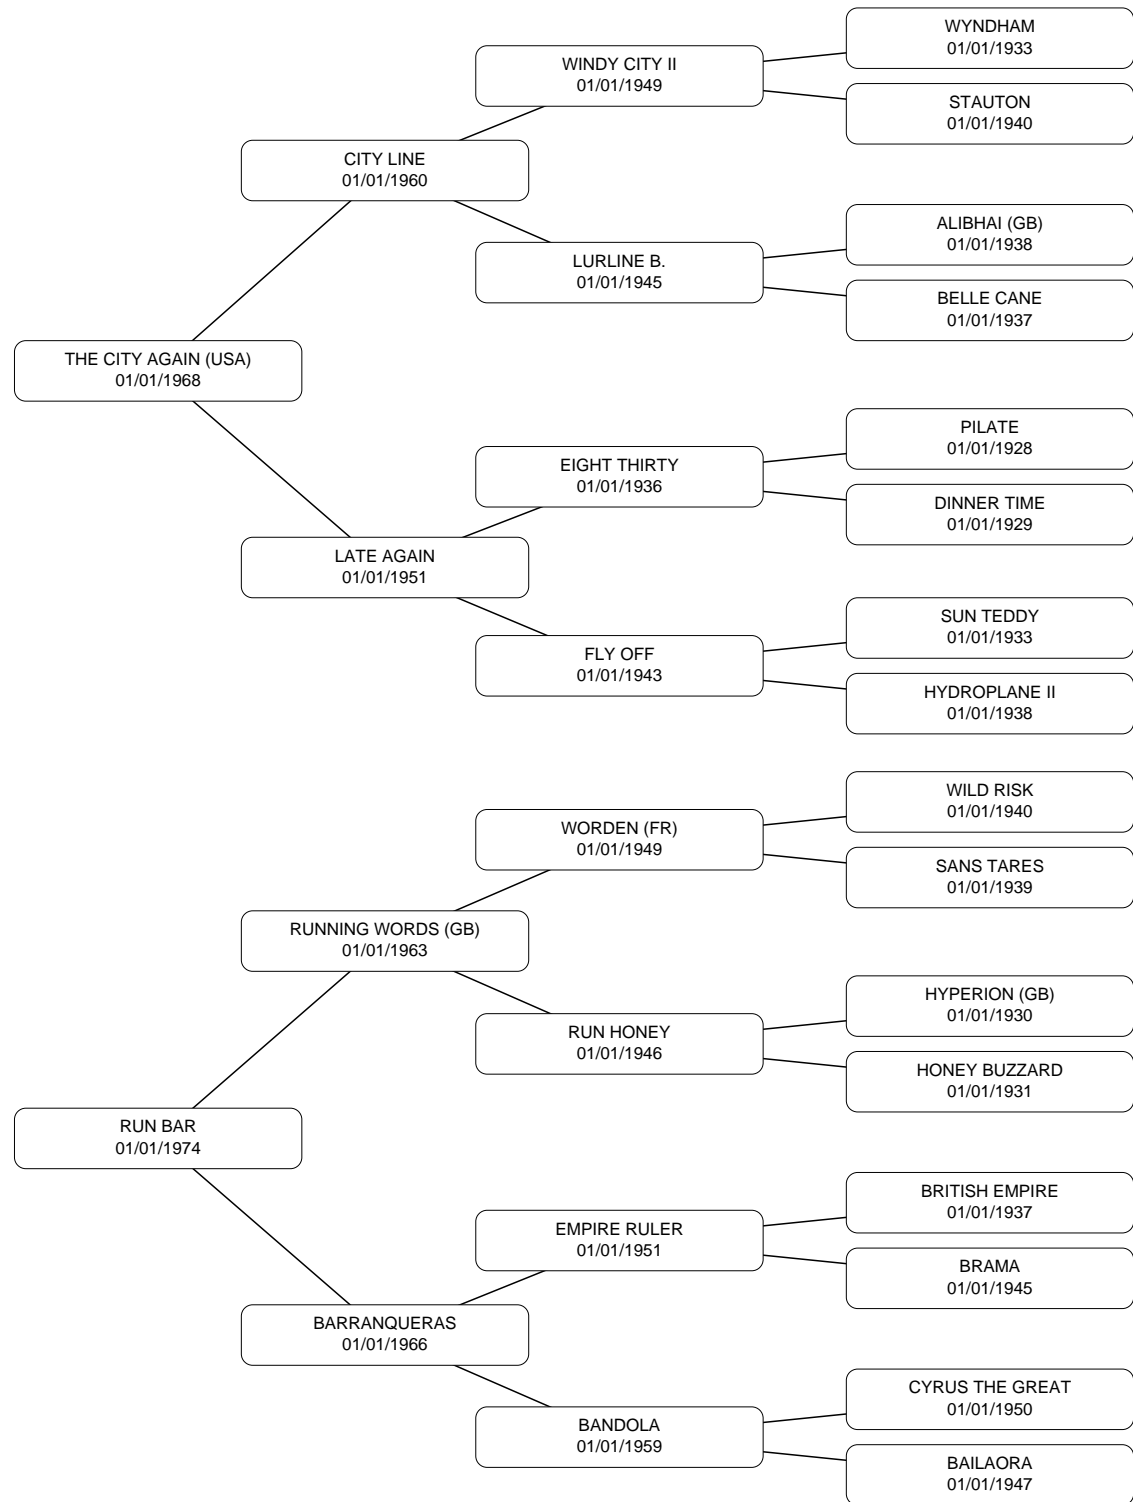 WYNDHAM
01/01/1933
WINDY CITY II
01/01/1949
STAUTON
01/01/1940
CITY LINE
01/01/1960
ALIBHAI (GB)
01/01/1938
LURLINE B.
01/01/1945
BELLE CANE
01/01/1937
THE CITY AGAIN (USA)
01/01/1968
PILATE
01/01/1928
EIGHT THIRTY
01/01/1936
DINNER TIME
01/01/1929
LATE AGAIN
01/01/1951
SUN TEDDY
01/01/1933
FLY OFF
01/01/1943
HYDROPLANE II
01/01/1938
WILD RISK
01/01/1940
WORDEN (FR)
01/01/1949
SANS TARES
01/01/1939
RUNNING WORDS (GB)
01/01/1963
HYPERION (GB)
01/01/1930
RUN HONEY
01/01/1946
HONEY BUZZARD
01/01/1931
RUN BAR
01/01/1974
BRITISH EMPIRE
01/01/1937
EMPIRE RULER
01/01/1951
BRAMA
01/01/1945
BARRANQUERAS
01/01/1966
CYRUS THE GREAT
01/01/1950
BANDOLA
01/01/1959
BAILAORA
01/01/1947